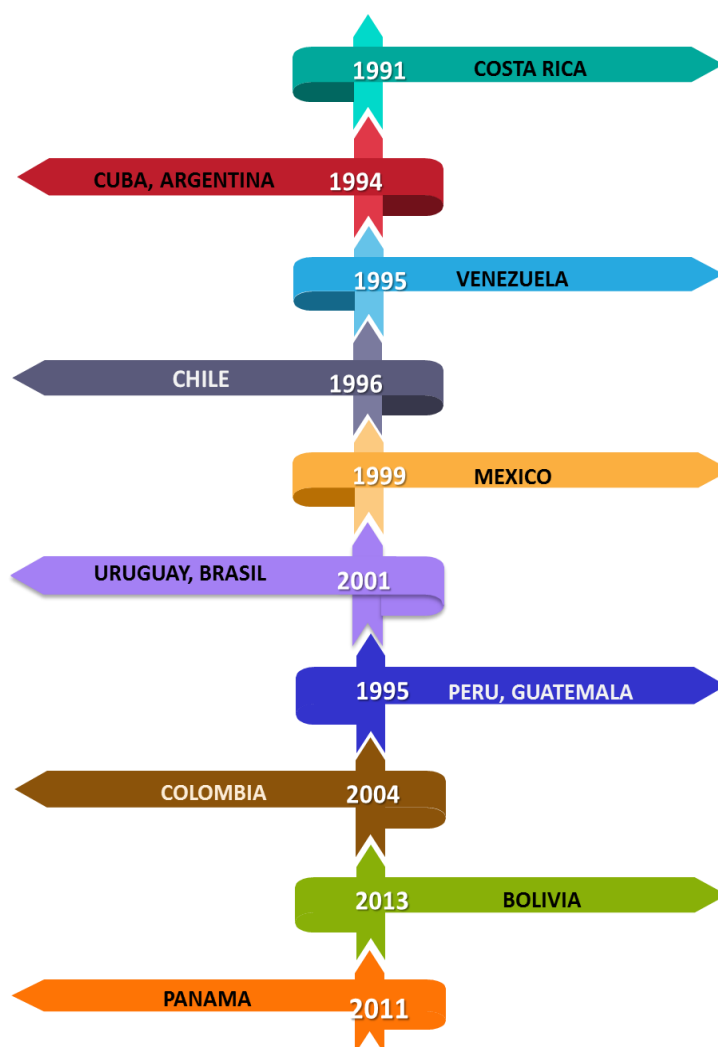 1991 COSTA RICA
CUBA, ARGENTINA 1994
1995 VENEZUELA
CHILE 1996
1999 MEXICO
URUGUAY, BRASIL 2001
1995 PERU, GUATEMALA
COLOMBIA 2004
2013 BOLIVIA
PANAMA 2011